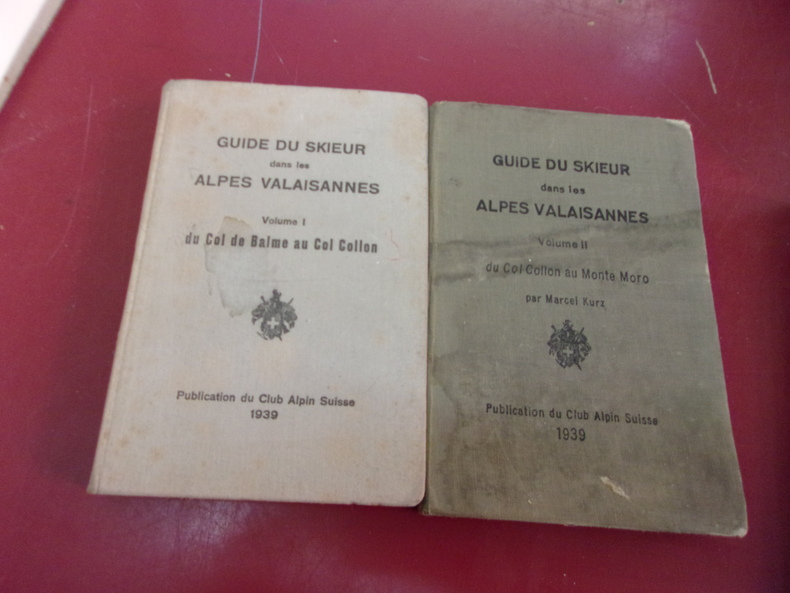 GUIDE DU SKIEUR
dans les
ALPES VALAISANNES
Volume I
du Col de Balme au Col Collon
Publication du Club Alpin Suisse
1939
GUIDE DU SKIEUR
dans les
ALPES VALAISANNES
Volume II
du Col Collon au Monte Moro
par Marcel Kurz
Publication du Club Alpin Suisse
1939